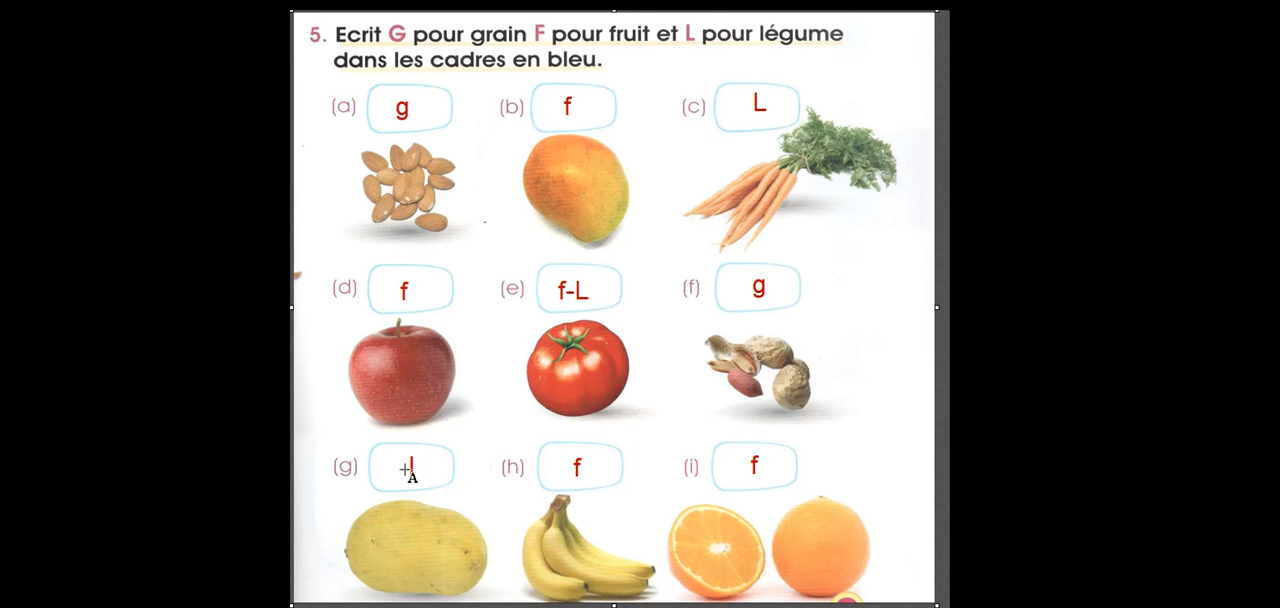 5. Ecrit G pour grain F pour fruit et L pour légume
dans les cadres en bleu.
(a) g (b) f (c) L
(d) f (e) f-L (f) g
(g) l (h) f (i) f